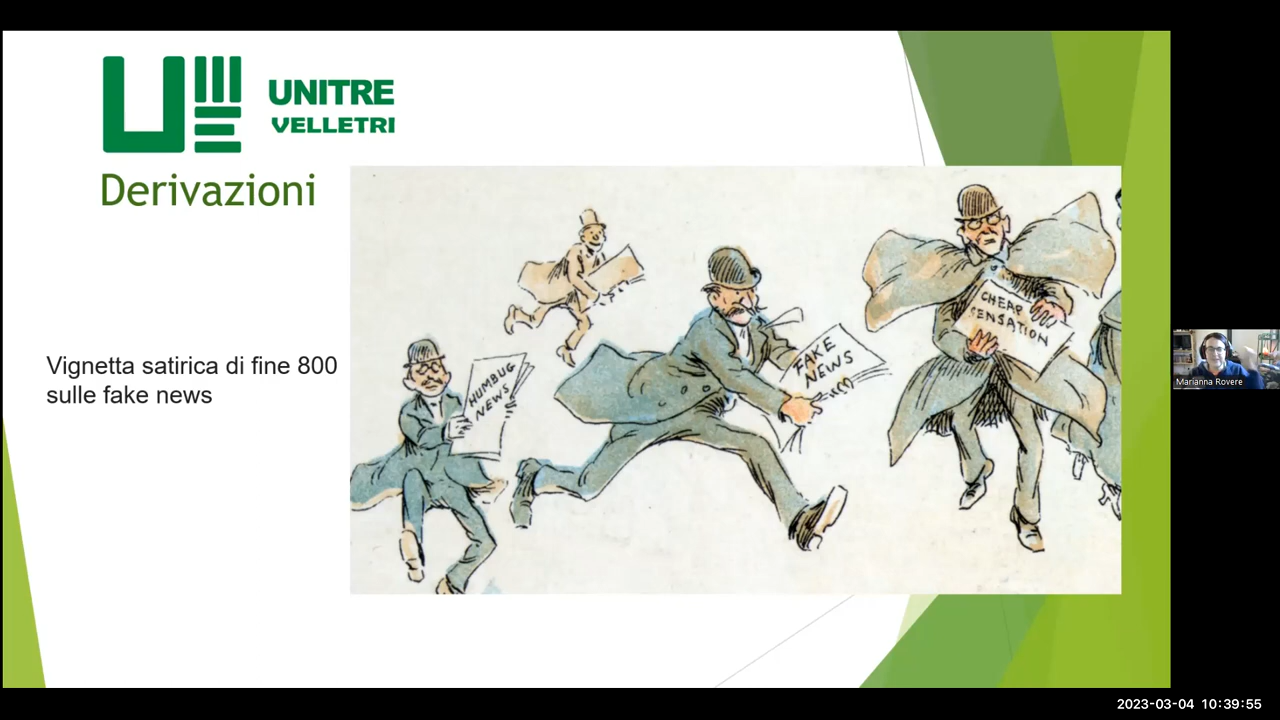 UNITRE
VELLETRI
Derivazioni
Vignetta satirica di fine 800
sulle fake news
HUMBUG
NEWS
FAKE
NEWS
CHEAP
SENSATION
Marianna Rovere
2023-03-04 10:39:55